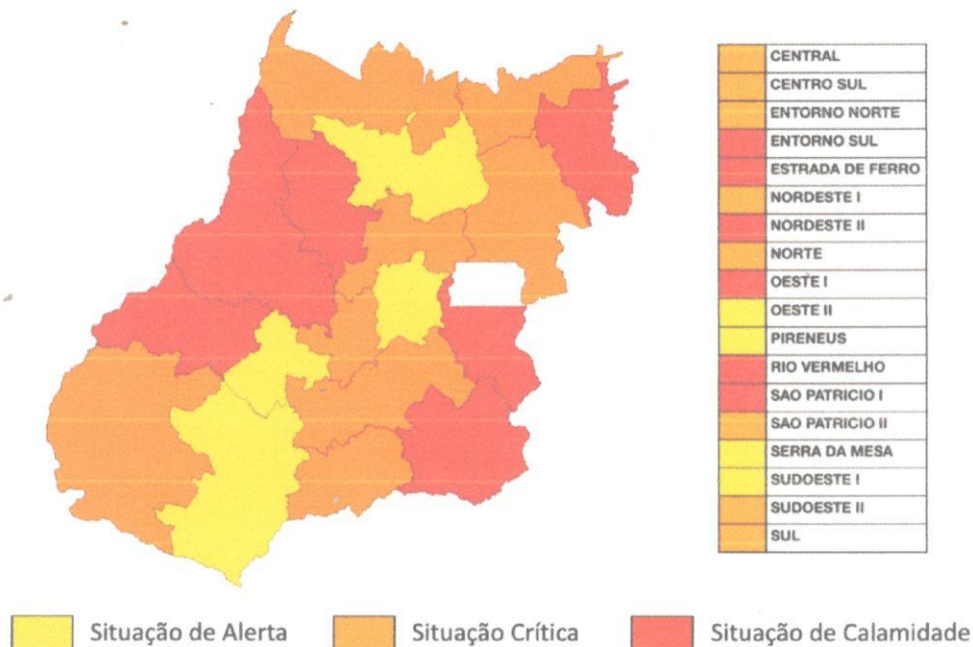 CENTRAL
CENTRO SUL
ENTORNO NORTE
ENTORNO SUL
ESTRADA DE FERRO
NORDESTE I
NORDESTE II
NORTE
OESTE I
OESTE II
PIRENEUS
RIO VERMELHO
SAO PATRICIO I
SAO PATRICIO II
SERRA DA MESA
SUDOESTE I
SUDOESTE II
SUL
Situação de Alerta
Situação Crítica
Situação de Calamidade